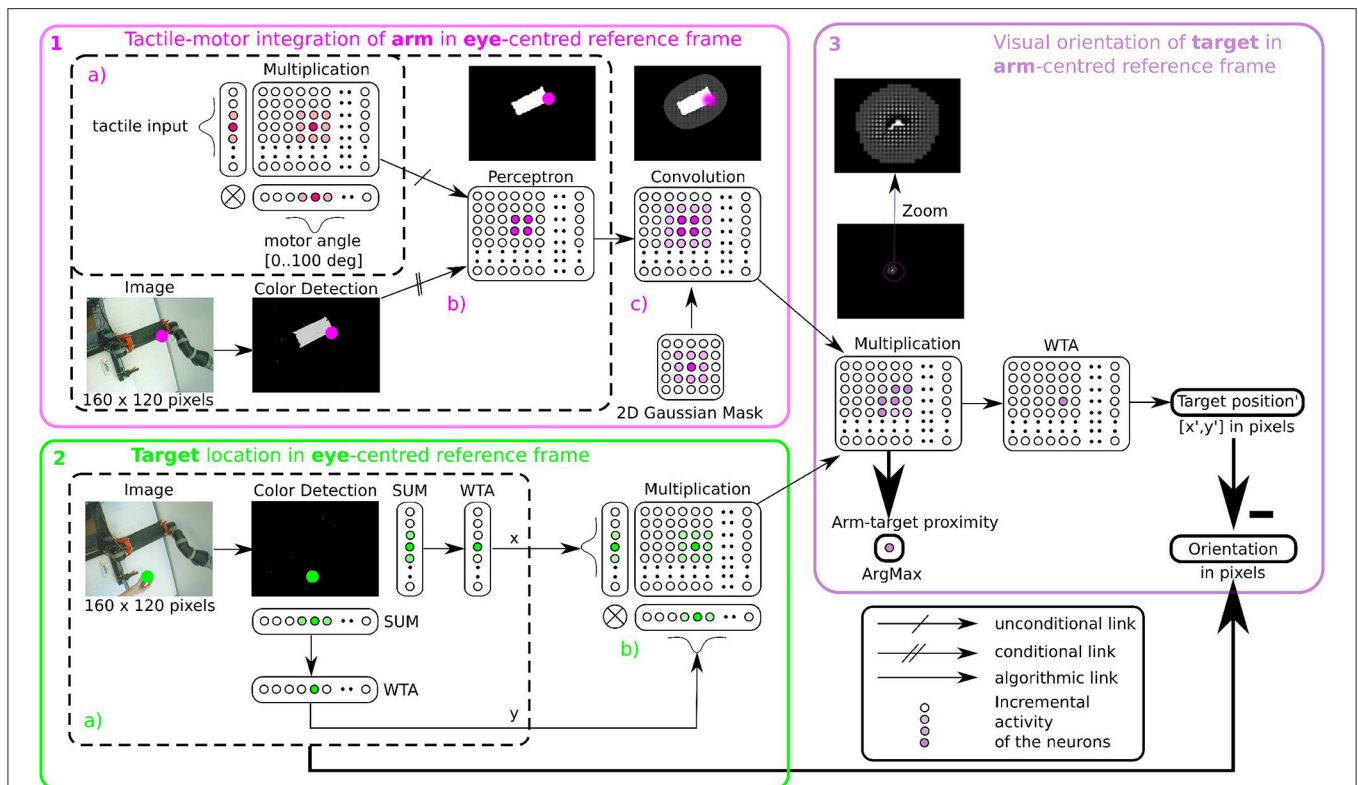 1
Tactile-motor integration of arm in eye-centred reference frame
a)
Multiplication
tactile input
motor angle
[0..100 deg]
Perceptron
b)
Convolution
c)
Image
Color Detection
160 x 120 pixels
2D Gaussian Mask
2
Target location in eye-centred reference frame
Image
Color Detection
SUM
WTA
160 x 120 pixels
SUM
WTA
a)
x
y
Multiplication
b)
3
Visual orientation of target in
arm-centred reference frame
Zoom
Multiplication
WTA
Target position'
[x',y'] in pixels
Arm-target proximity
ArgMax
Orientation
in pixels
unconditional link
conditional link
algorithmic link
Incremental
activity
of the neurons